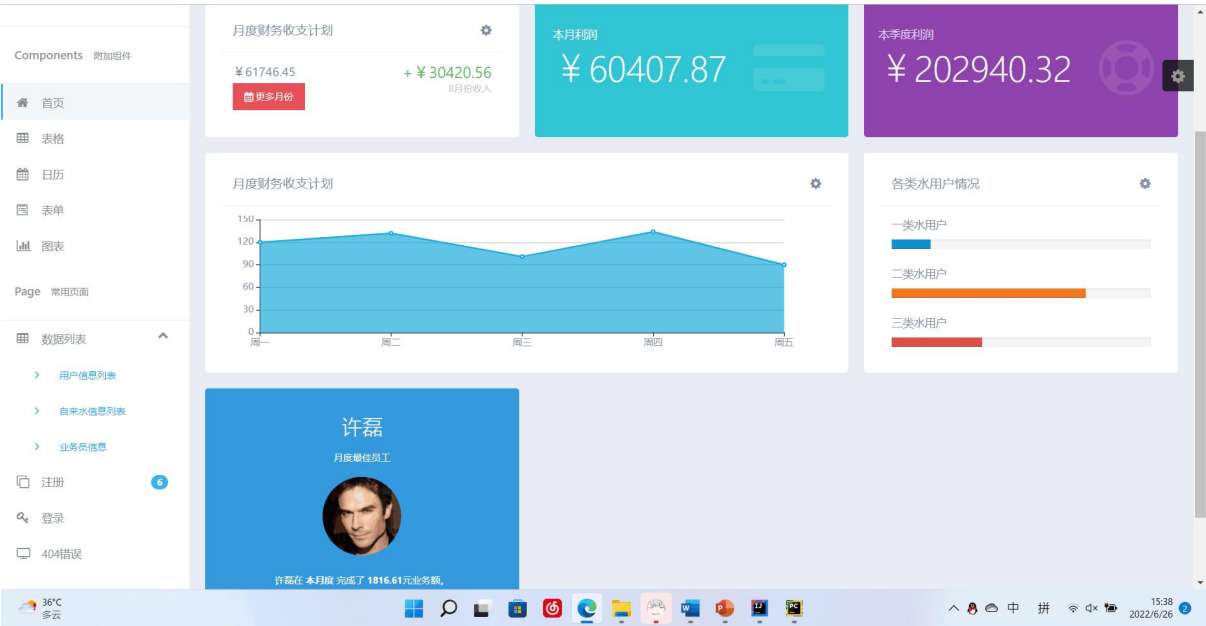 Components 附加组件
首页
表格
日历
表单
图表
Page 常用页面
数据列表
用户信息列表
自来水信息列表
业务员信息
注册 6
登录
404错误
月度财务收支计划
￥61746.45
+ ￥30420.56
8月份收入
更多月份
本月利润
￥60407.87
本季度利润
￥202940.32
月度财务收支计划
150
120
90
60
30
0
周一 周二 周三 周四 周五
各类水用户情况
一类水用户
二类水用户
三类水用户
许磊
月度最佳员工
许磊在 本月度 完成了 1816.61元业务额。
36°C
多云
中 拼
15:38
2022/6/26 2